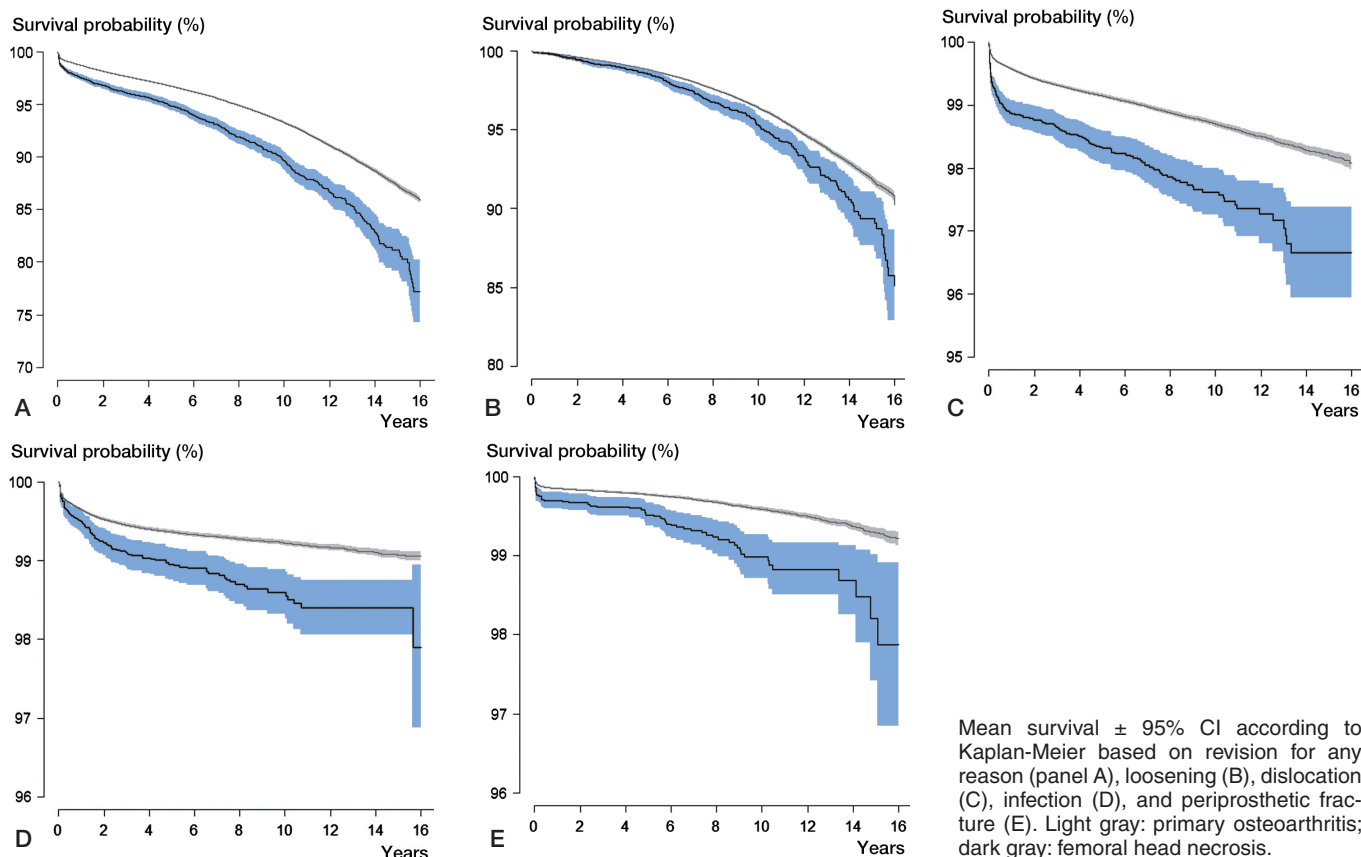 Survival probability (%)
100
95
90
85
80
75
70
0 2 4 6 8 10 12 14 16
A
Years
Survival probability (%)
100
95
90
85
80
0 2 4 6 8 10 12 14 16
B
Years
Survival probability (%)
100
99
98
97
96
95
0 2 4 6 8 10 12 14 16
C
Years
Survival probability (%)
100
99
98
97
96
0 2 4 6 8 10 12 14 16
D
Years
Survival probability (%)
100
99
98
97
96
0 2 4 6 8 10 12 14 16
E
Years
Mean survival ± 95% CI according to
Kaplan-Meier based on revision for any
reason (panel A), loosening (B), dislocation
(C), infection (D), and periprosthetic frac-
ture (E). Light gray: primary osteoarthritis;
dark gray: femoral head necrosis.